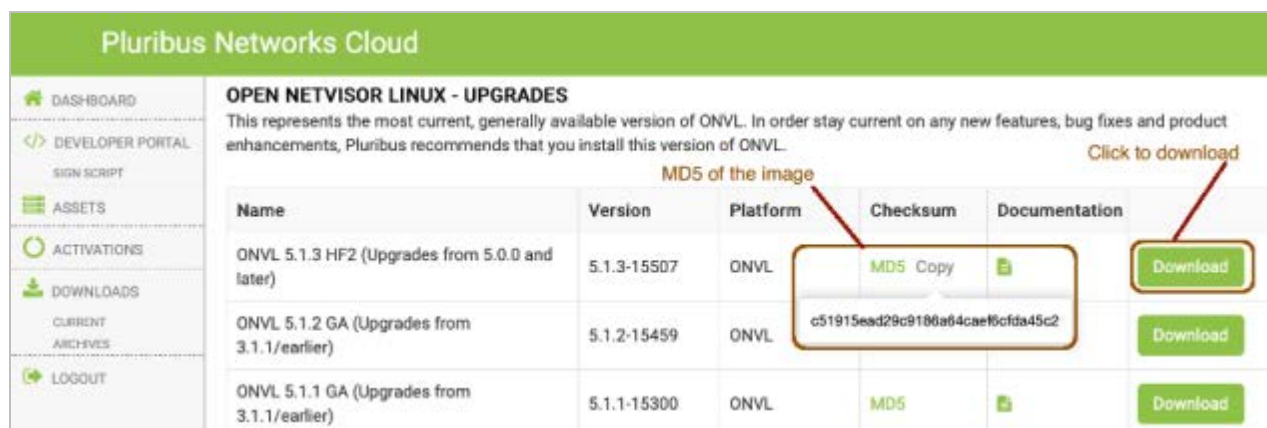 Pluribus Networks Cloud
DASHBOARD
</> DEVELOPER PORTAL
SIGN SCRIPT
ASSETS
ACTIVATIONS
DOWNLOADS
CURRENT
ARCHIVES
LOGOUT
OPEN NETVISOR LINUX - UPGRADES
This represents the most current, generally available version of ONVL. In order stay current on any new features, bug fixes and product
enhancements, Pluribus recommends that you install this version of ONVL.
Click to download
MD5 of the image
Name Version Platform Checksum Documentation
ONVL 5.1.3 HF2 (Upgrades from 5.0.0 and
later)
5.1.3-15507 ONVL MD5 Copy Download
c51915ead29c9186a64caef6cfda45c2
ONVL 5.1.2 GA (Upgrades from
3.1.1/earlier)
5.1.2-15459 ONVL Download
ONVL 5.1.1 GA (Upgrades from
3.1.1/earlier)
5.1.1-15300 ONVL MD5 Download